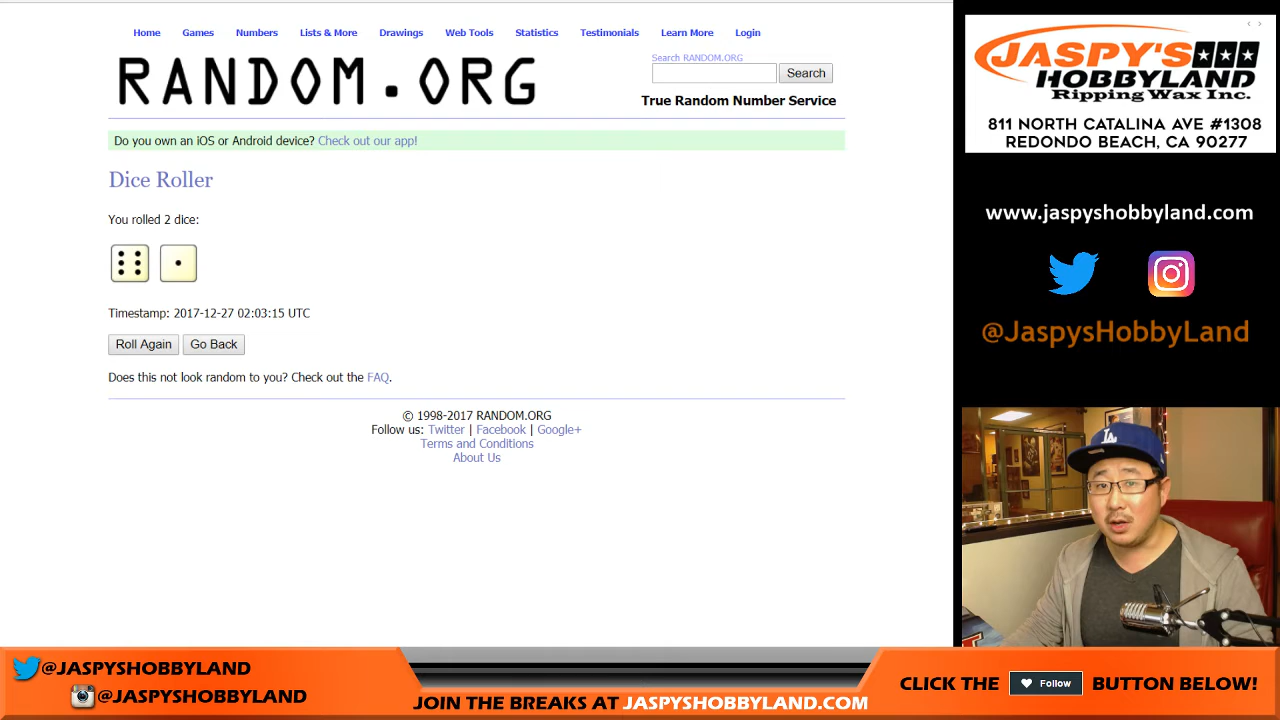 Home Games Numbers Lists & More Drawings Web Tools Statistics Testimonials Learn More Login
RANDOM.ORG
Search RANDOM.ORG
Search
True Random Number Service
Do you own an iOS or Android device? Check out our app!
Dice Roller
You rolled 2 dice:
Timestamp: 2017-12-27 02:03:15 UTC
Roll Again Go Back
Does this not look random to you? Check out the FAQ.
© 1998-2017 RANDOM.ORG
Follow us: Twitter | Facebook | Google+
Terms and Conditions
About Us
JASPY'S
HOBBYLAND
Ripping Wax Inc.
811 NORTH CATALINA AVE #1308
REDONDO BEACH, CA 90277
www.jaspyshobbyland.com
@JaspysHobbyLand
LA
@JASPYSHOBBYLAND
@JASPYSHOBBYLAND
JOIN THE BREAKS AT JASPYSHOBBYLAND.COM
CLICK THE Follow BUTTON BELOW!